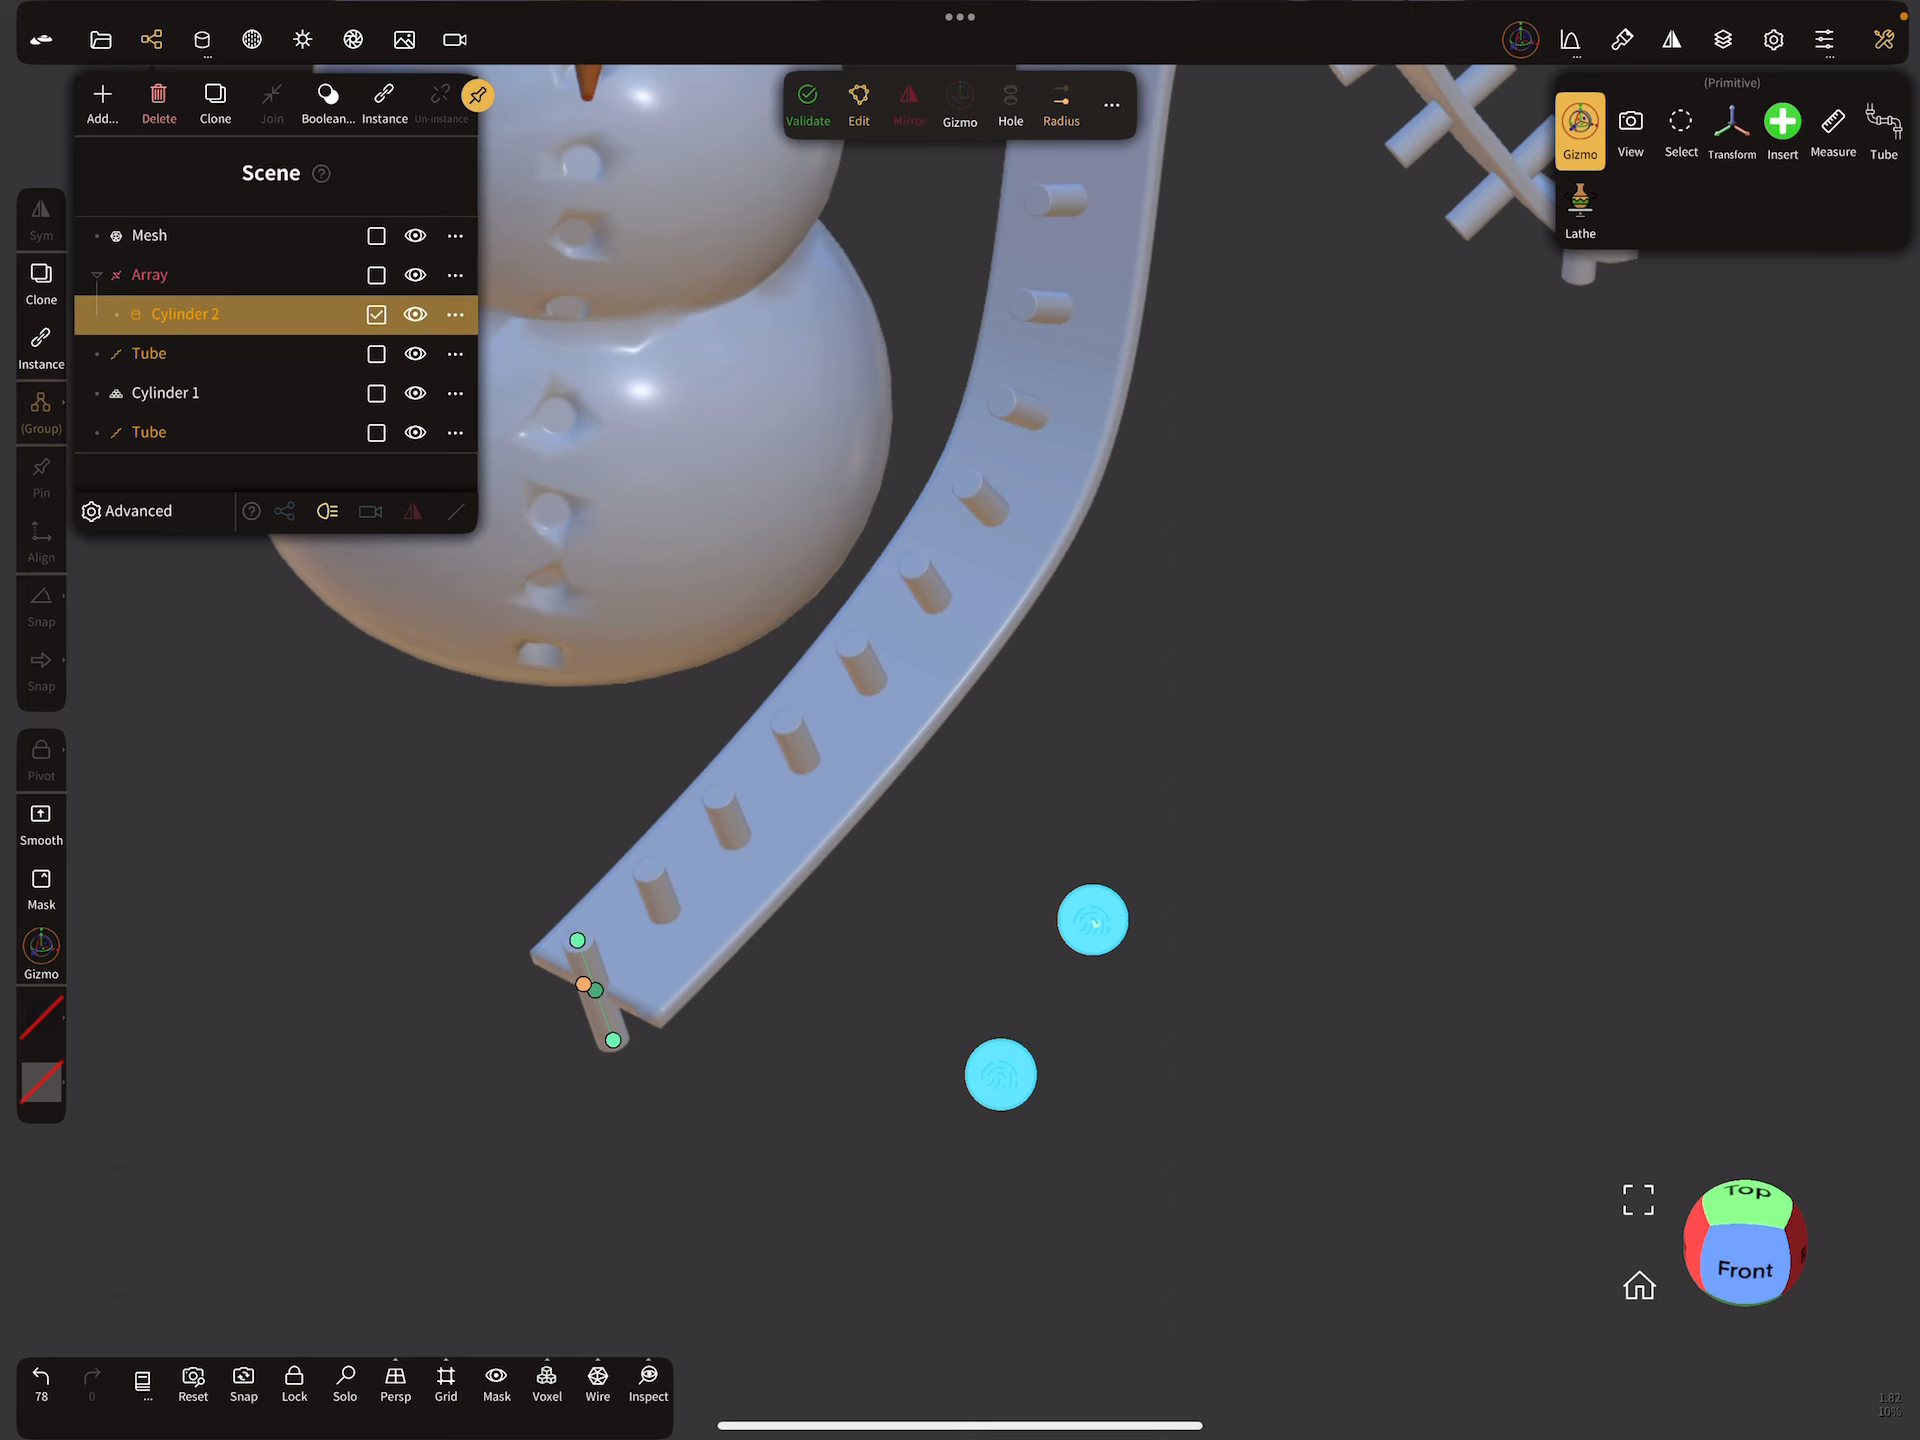 Add...
Delete
Clone
Join
Boolean...
Instance
Un-instance
Scene
Mesh
Array
Cylinder 2
Tube
Cylinder 1
Tube
Advanced
Validate
Edit
Mirror
Gizmo
Hole
Radius
(Primitive)
Gizmo
View
Select
Transform
Insert
Measure
Tube
Lathe
Sym
Clone
Instance
(Group)
Pin
Align
Snap
Snap
Pivot
Smooth
Mask
Gizmo
Top
Front
78
0
Reset
Snap
Lock
Solo
Persp
Grid
Mask
Voxel
Wire
Inspect
1.82
10%